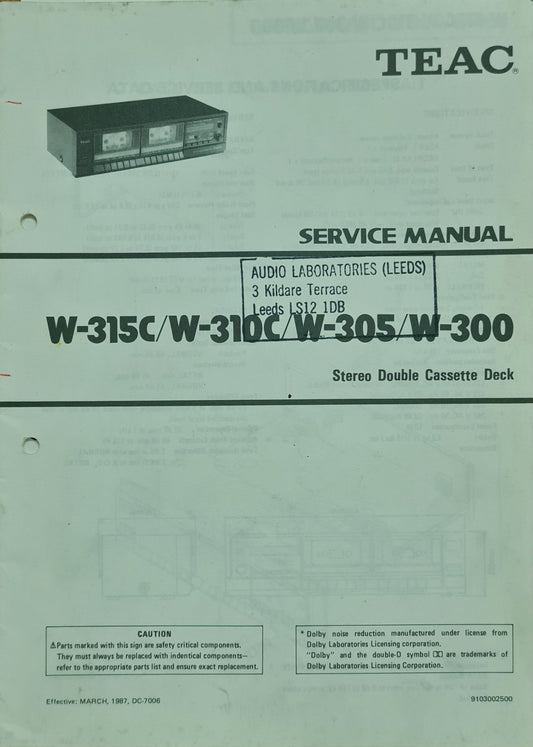 TEAC®
SERVICE MANUAL
AUDIO LABORATORIES (LEEDS)
3 Kildare Terrace
Leeds LS12 1DB
W-315C/W-310C/W-305/W-300
Stereo Double Cassette Deck
CAUTION
⚠Parts marked with this sign are safety critical components.
They must always be replaced with indentical components—
refer to the appropriate parts list and ensure exact replacement.
* Dolby noise reduction manufactured under license from
Dolby Laboratories Licensing corporation.
"Dolby" and the double-D symbol are trademarks of
Dolby Laboratories Licensing Corporation.
Effective: MARCH, 1987, DC-7006
9103002500